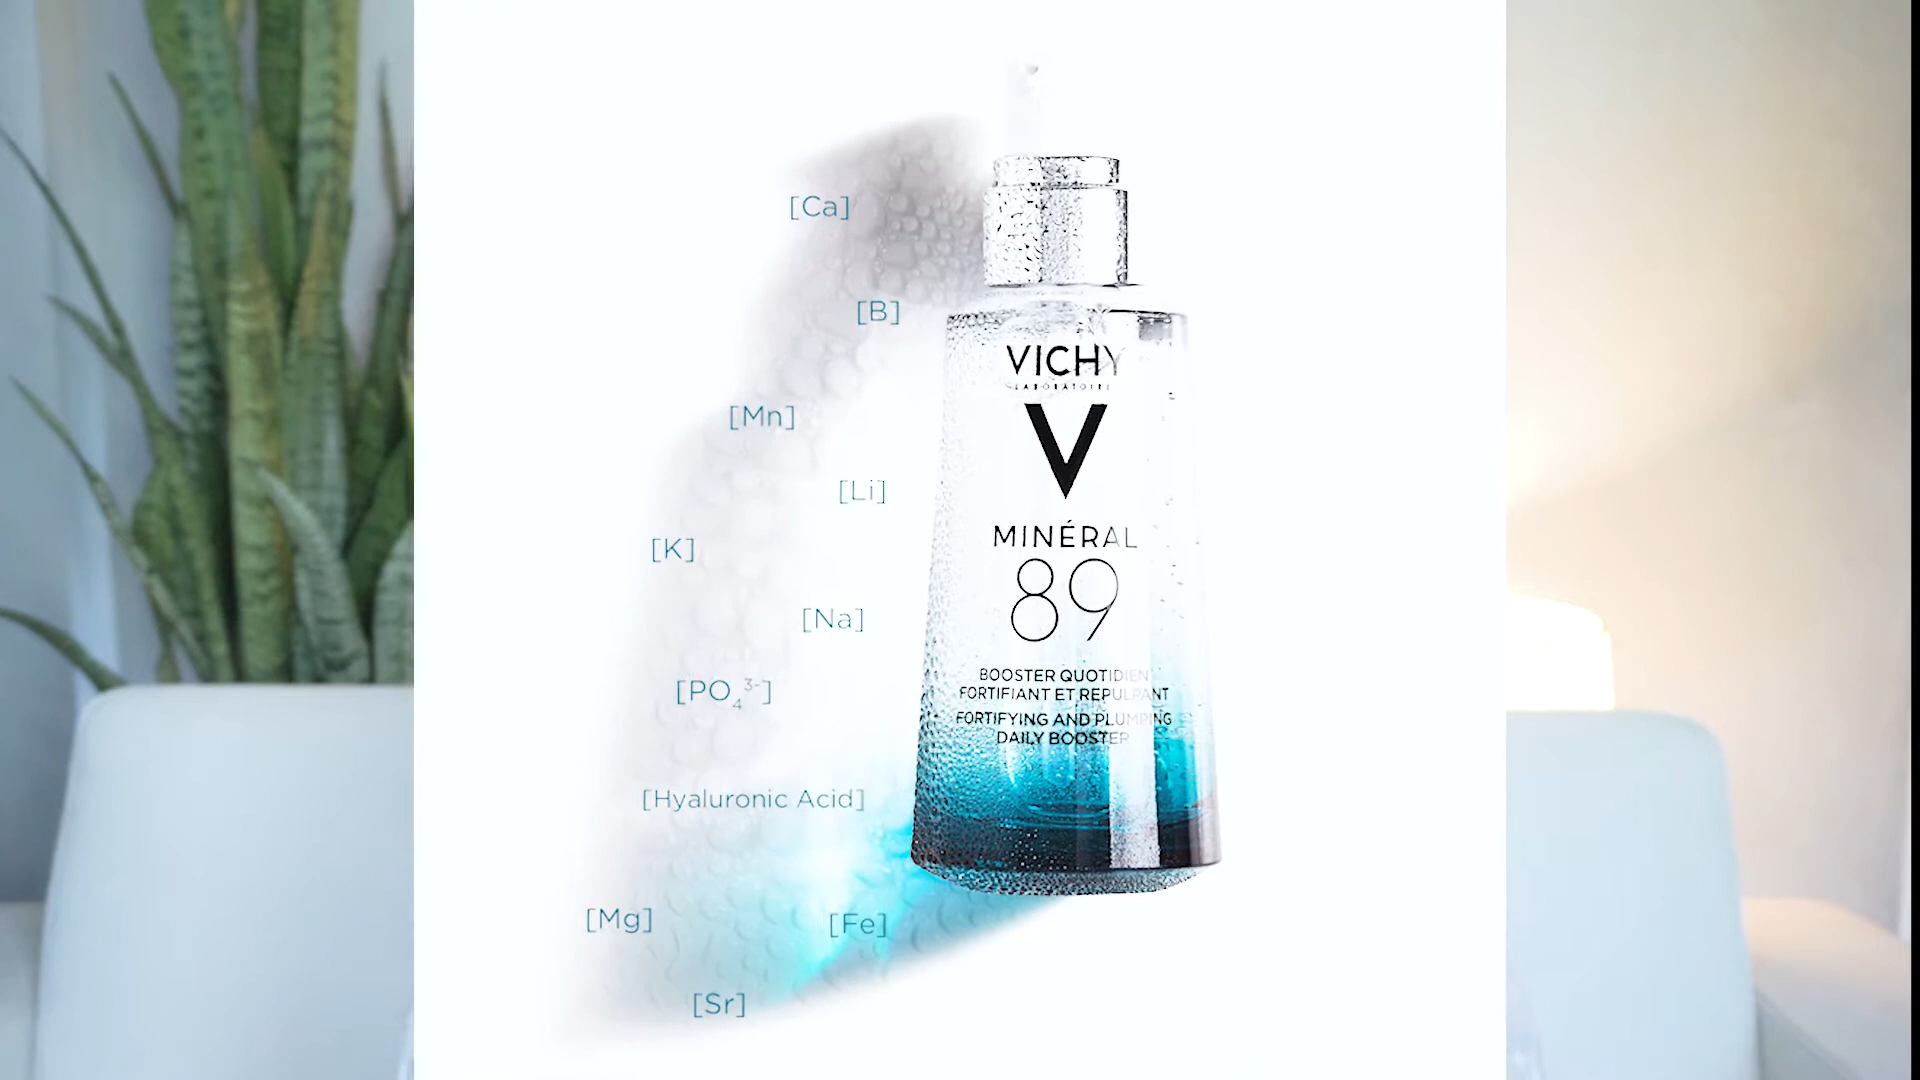 [Ca]
[B]
[Mn]
[Li]
[K]
[Na]
[PO₄³⁻]
[Hyaluronic Acid]
[Mg]
[Fe]
[Sr]
VICHY
LABORATOIRES
V
MINÉRAL
89
BOOSTER QUOTIDIEN
FORTIFIANT ET REPULPANT
FORTIFYING AND PLUMPING
DAILY BOOSTER